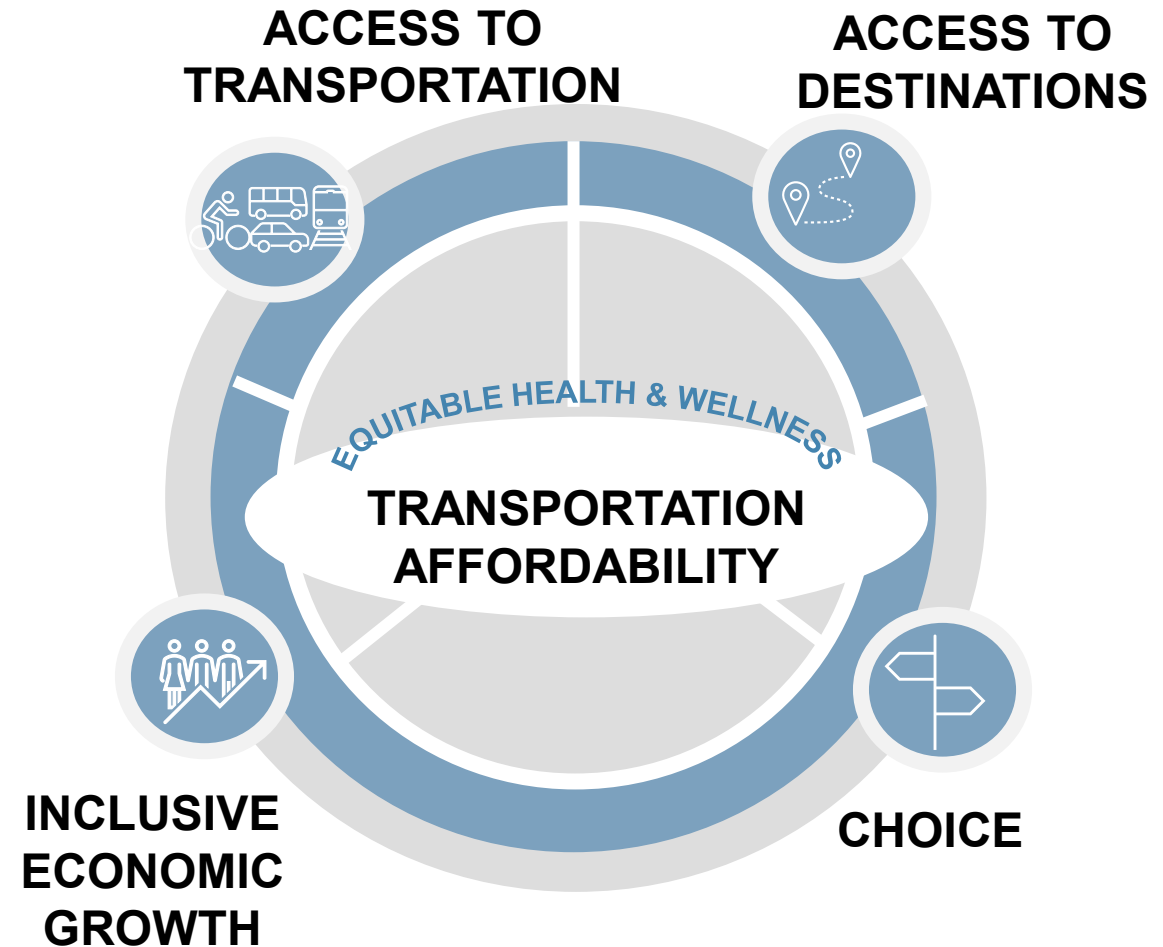 ACCESS TO
TRANSPORTATION
ACCESS TO
DESTINATIONS
EQUITABLE HEALTH & WELLNESS
TRANSPORTATION
AFFORDABILITY
INCLUSIVE
ECONOMIC
GROWTH
CHOICE